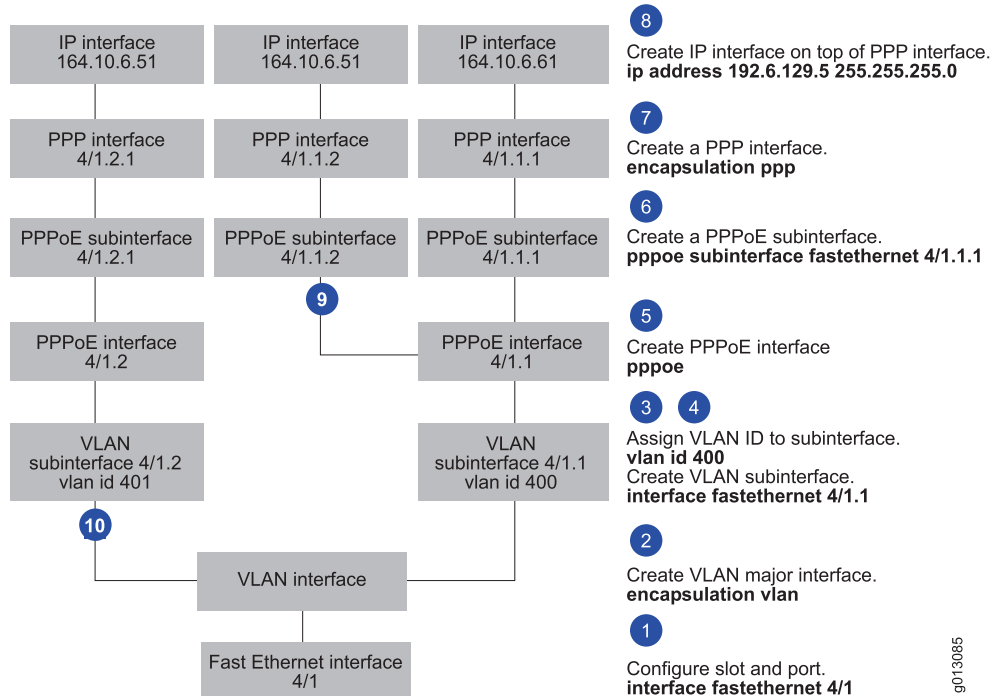 IP interface
164.10.6.51
IP interface
164.10.6.51
IP interface
164.10.6.61
8
Create IP interface on top of PPP interface.
ip address 192.6.129.5 255.255.255.0
PPP interface
4/1.2.1
PPP interface
4/1.1.2
PPP interface
4/1.1.1
7
Create a PPP interface.
encapsulation ppp
PPPoE subinterface
4/1.2.1
PPPoE subinterface
4/1.1.2
PPPoE subinterface
4/1.1.1
6
Create a PPPoE subinterface.
pppoe subinterface fastethernet 4/1.1.1
9
PPPoE interface
4/1.2
PPPoE interface
4/1.1
5
Create PPPoE interface
pppoe
VLAN
subinterface 4/1.2
vlan id 401
VLAN
subinterface 4/1.1
vlan id 400
3 4
Assign VLAN ID to subinterface.
vlan id 400
Create VLAN subinterface.
interface fastethernet 4/1.1
10
VLAN interface
2
Create VLAN major interface.
encapsulation vlan
Fast Ethernet interface
4/1
1
Configure slot and port.
interface fastethernet 4/1
g013085